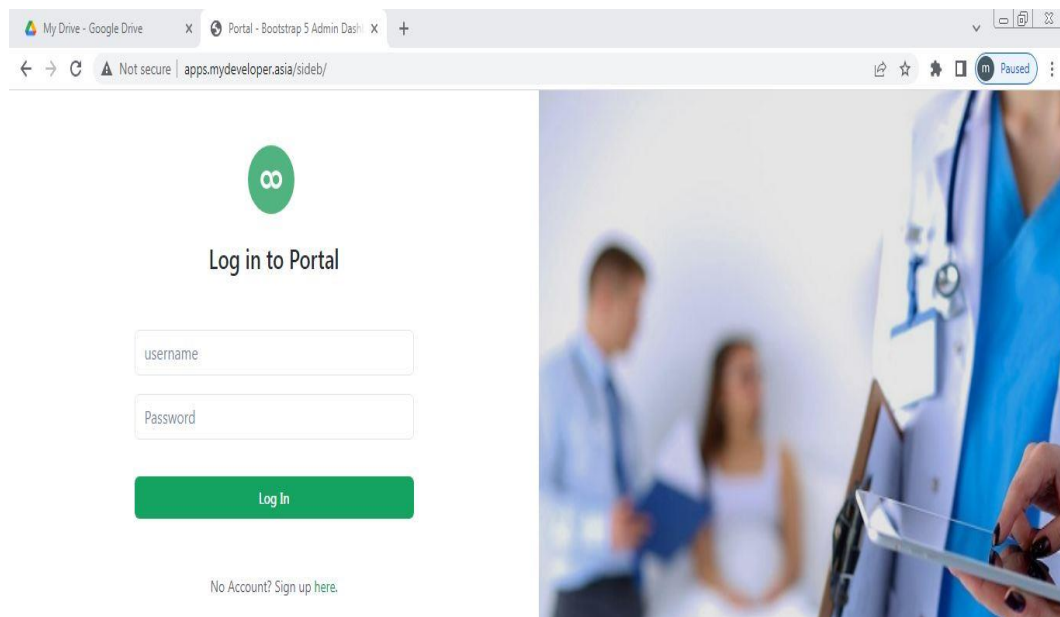 My Drive - Google Drive
Portal - Bootstrap 5 Admin Dash
Not secure
apps.mydeveloper.asia/sideb/
m
Paused
Log in to Portal
username
Password
Log In
No Account? Sign up here.